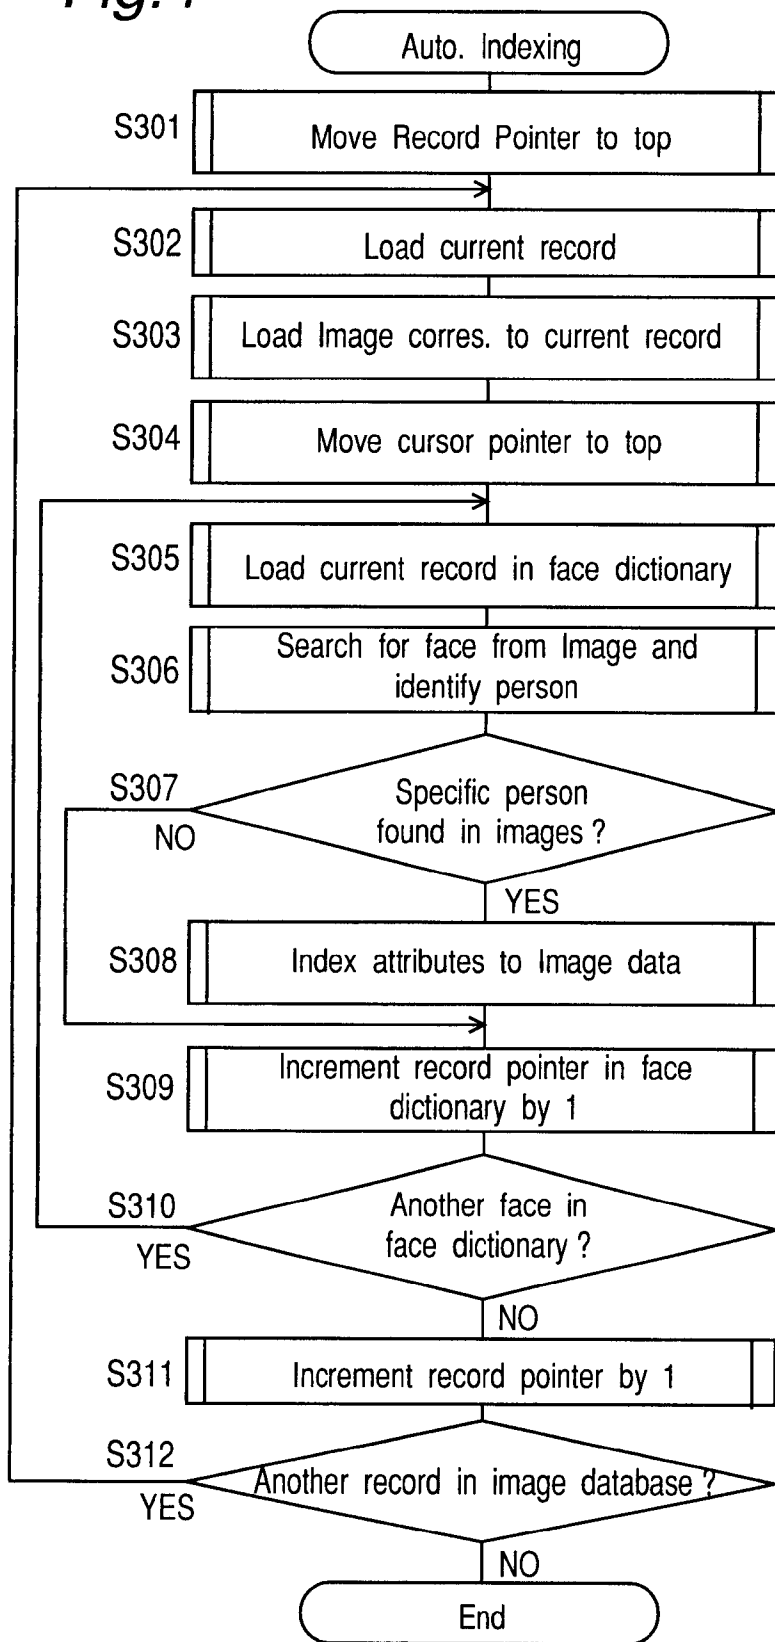 Auto. Indexing
S301
Move Record Pointer to top
S302
Load current record
S303
Load Image corres. to current record
S304
Move cursor pointer to top
S305
Load current record in face dictionary
S306
Search for face from Image and
identify person
S307
Specific person
found in images ?
NO
YES
S308
Index attributes to Image data
S309
Increment record pointer in face
dictionary by 1
S310
Another face in
face dictionary ?
YES
NO
S311
Increment record pointer by 1
S312
Another record in image database ?
YES
NO
End